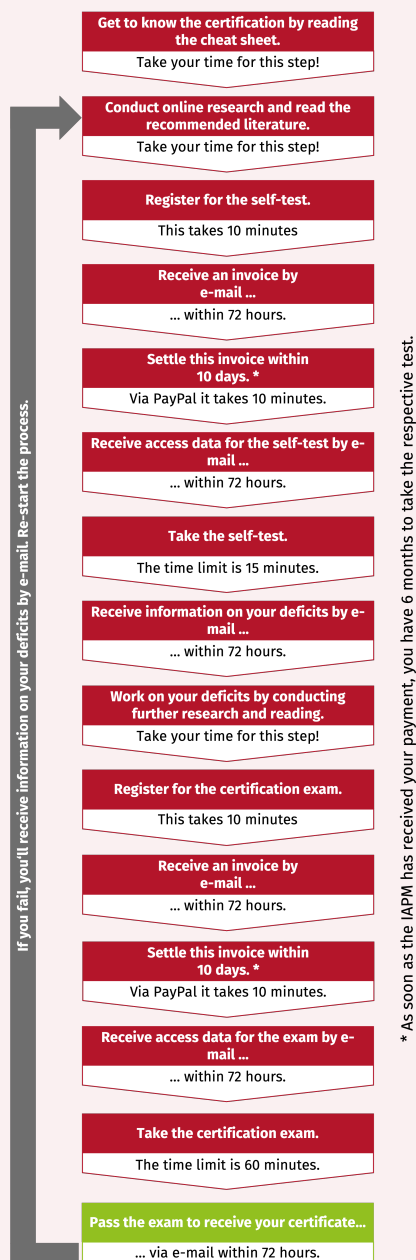 Get to know the certification by reading
the cheat sheet.
Take your time for this step!
Conduct online research and read the
recommended literature.
Take your time for this step!
Register for the self-test.
This takes 10 minutes
Receive an invoice by
e-mail ...
... within 72 hours.
Settle this invoice within
10 days. *
Via PayPal it takes 10 minutes.
Receive access data for the self-test by e-
mail ...
... within 72 hours.
Take the self-test.
The time limit is 15 minutes.
Receive information on your deficits by e-
mail ...
... within 72 hours.
Work on your deficits by conducting
further research and reading.
Take your time for this step!
Register for the certification exam.
This takes 10 minutes
Receive an invoice by
e-mail ...
... within 72 hours.
Settle this invoice within
10 days. *
Via PayPal it takes 10 minutes.
Receive access data for the exam by e-
mail ...
... within 72 hours.
Take the certification exam.
The time limit is 60 minutes.
Pass the exam to receive your certificate...
... via e-mail within 72 hours.
If you fail, you'll receive information on your deficits by e-mail. Re-start the process.
* As soon as the IAPM has received your payment, you have 6 months to take the respective test.